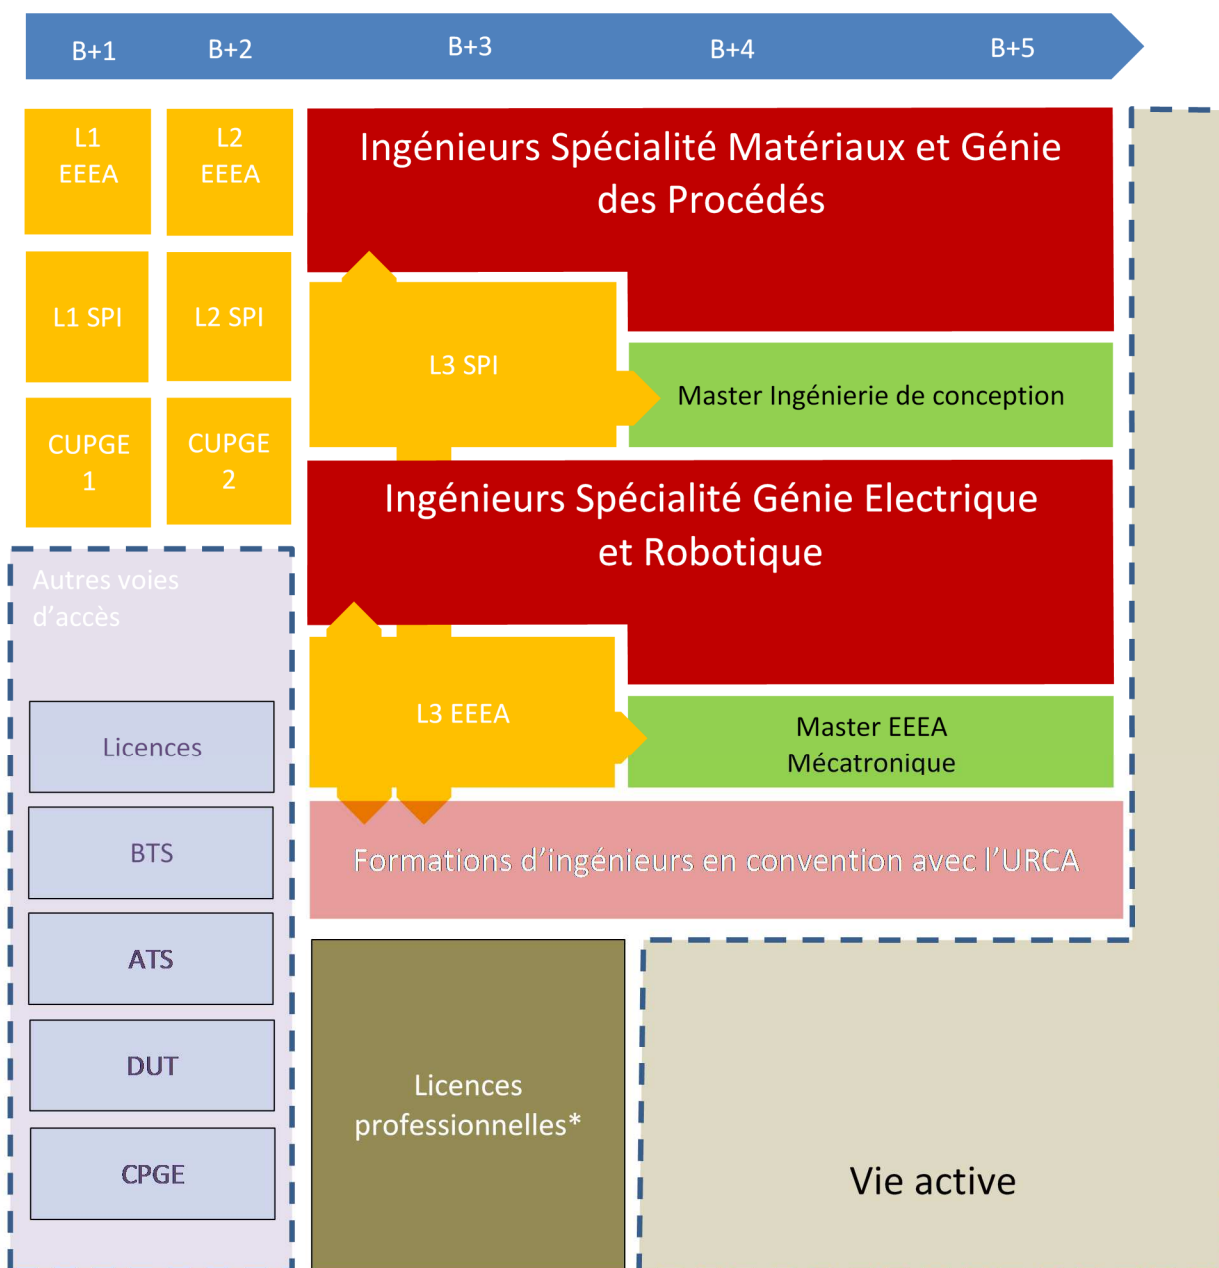 B+1
B+2
B+3
B+4
B+5
L1
EEEA
L2
EEEA
Ingénieurs Spécialité Matériaux et Génie
des Procédés
L1 SPI
L2 SPI
L3 SPI
Master Ingénierie de conception
CUPGE
1
CUPGE
2
Ingénieurs Spécialité Génie Electrique
et Robotique
Autres voies
d'accès
L3 EEEA
Master EEEA
Mécatronique
Licences
BTS
ATS
DUT
CPGE
Formations d'ingénieurs en convention avec l'URCA
Licences
professionnelles*
Vie active